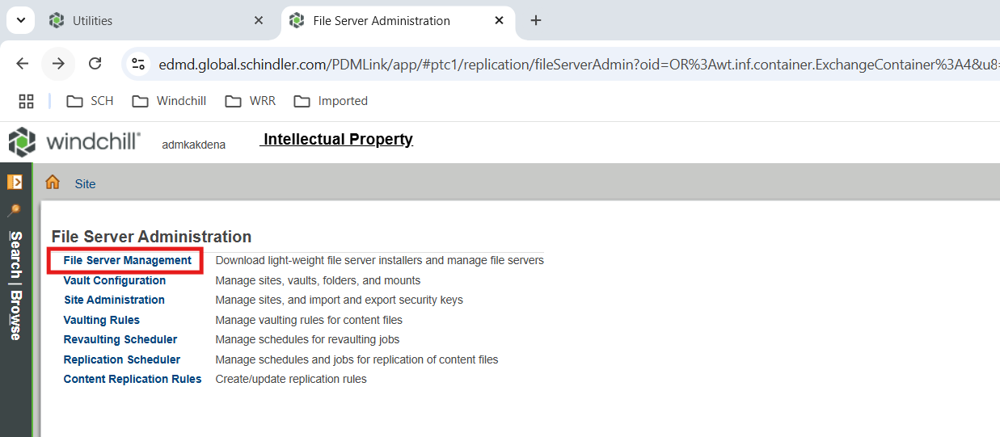 Utilities
File Server Administration
edmd.global.schindler.com/PDMLink/app/#ptc1/replication/fileServerAdmin?oid=OR%3Awt.inf.container.ExchangeContainer%3A4&u8=
SCH Windchill WRR Imported
windchill® admkakdena Intellectual Property
Site
Search | Browse
File Server Administration
File Server Management Download light-weight file server installers and manage file servers
Vault Configuration Manage sites, vaults, folders, and mounts
Site Administration Manage sites, and import and export security keys
Vaulting Rules Manage vaulting rules for content files
Revaulting Scheduler Manage schedules for revaulting jobs
Replication Scheduler Manage schedules and jobs for replication of content files
Content Replication Rules Create/update replication rules